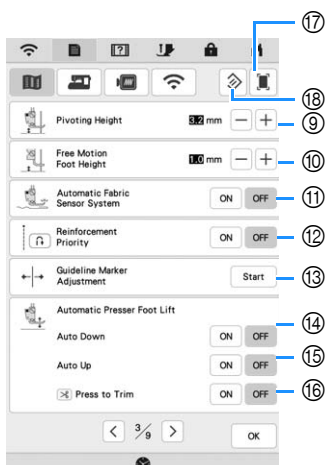 ⑰
[?]
⑱
Pivoting Height 3.2 mm − + ⑨
Free Motion
Foot Height 1.0 mm − + ⑩
Automatic Fabric
Sensor System ON OFF ⑪
Reinforcement
Priority ON OFF ⑫
Guideline Marker
Adjustment Start ⑬
Automatic Presser Foot Lift
Auto Down ON OFF ⑭
Auto Up ON OFF ⑮
Press to Trim ON OFF ⑯
< 3/9 > OK